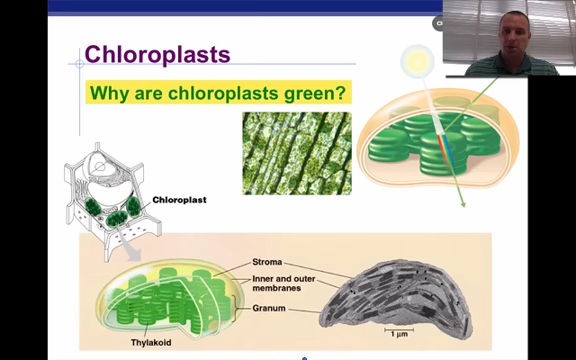 Chloroplasts
Why are chloroplasts green?
Chloroplast
Stroma
Inner and outer
membranes
Granum
Thylakoid
1 μm